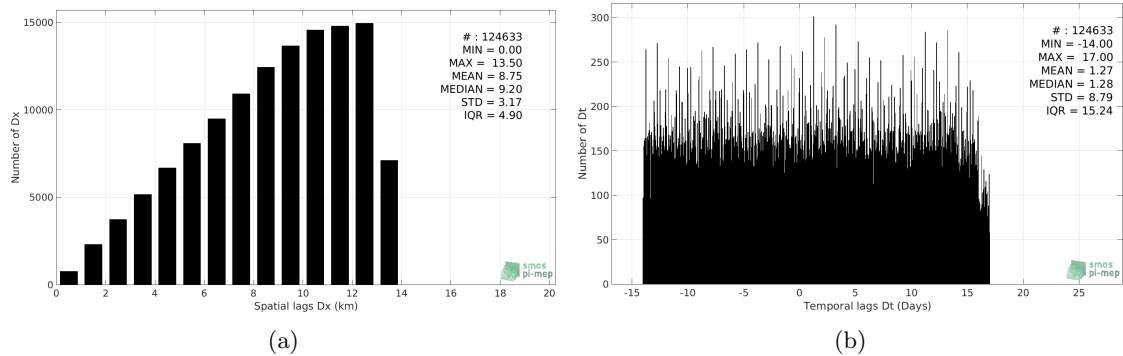 15000
10000
5000
0
Number of Dx
# : 124633
MIN = 0.00
MAX = 13.50
MEAN = 8.75
MEDIAN = 9.20
STD = 3.17
IQR = 4.90
smos
pi-mep
0 2 4 6 8 10 12 14 16 18 20
Spatial lags Dx (km)
(a)
300
250
200
150
100
50
0
Number of Dt
# : 124633
MIN = -14.00
MAX = 17.00
MEAN = 1.27
MEDIAN = 1.28
STD = 8.79
IQR = 15.24
smos
pi-mep
-15 -10 -5 0 5 10 15 20 25
Temporal lags Dt (Days)
(b)